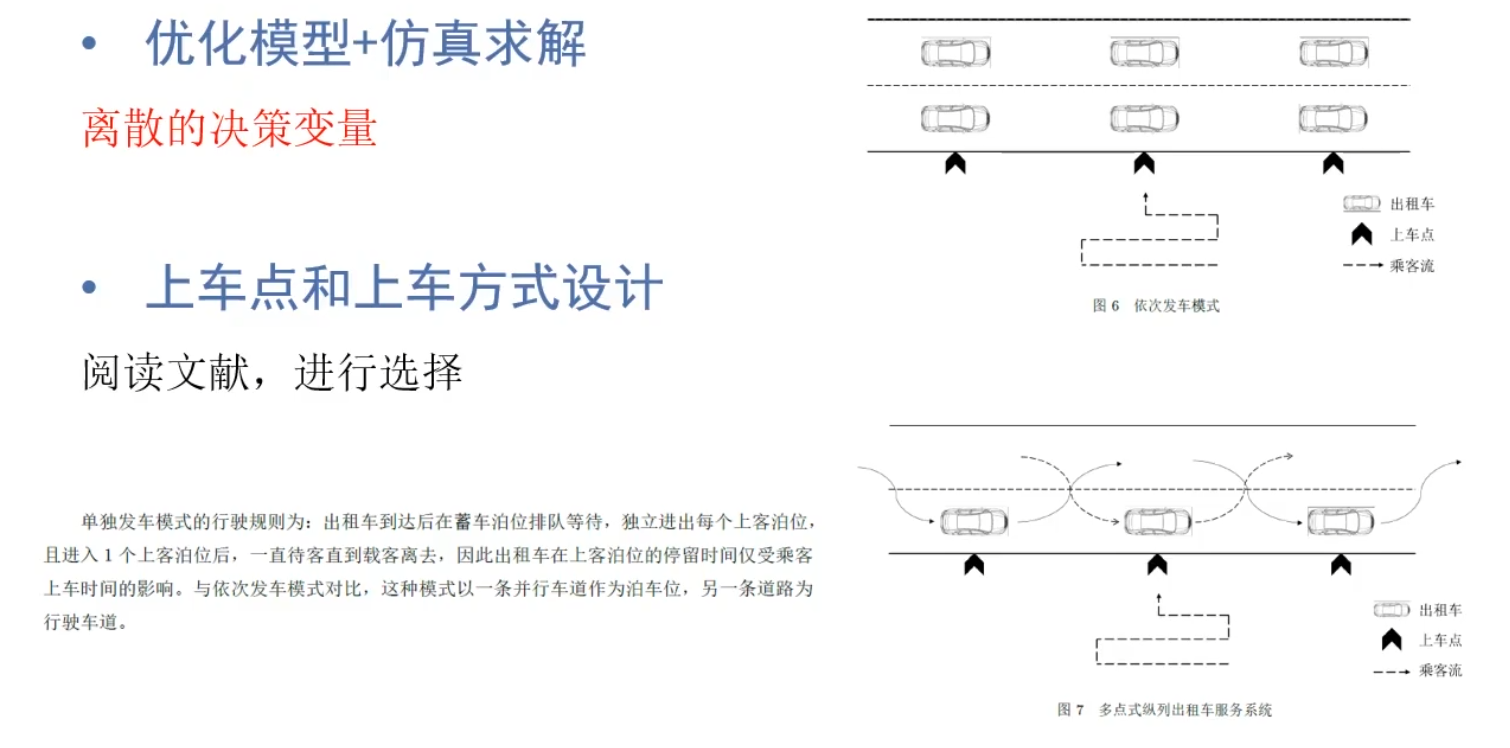 • 优化模型+仿真求解
离散的决策变量
• 上车点和上车方式设计
阅读文献，进行选择
单独发车模式的行驶规则为：出租车到达后在蓄车泊位排队等待，独立进出每个上客泊位，
且进入 1 个上客泊位后，一直待客直到载客离去，因此出租车在上客泊位的停留时间仅受乘客
上车时间的影响。与依次发车模式对比，这种模式以一条并行车道作为泊车位，另一条道路为
行驶车道。
出租车
上车点
乘客流
图 6 依次发车模式
出租车
上车点
乘客流
图 7 多点式纵列出租车服务系统